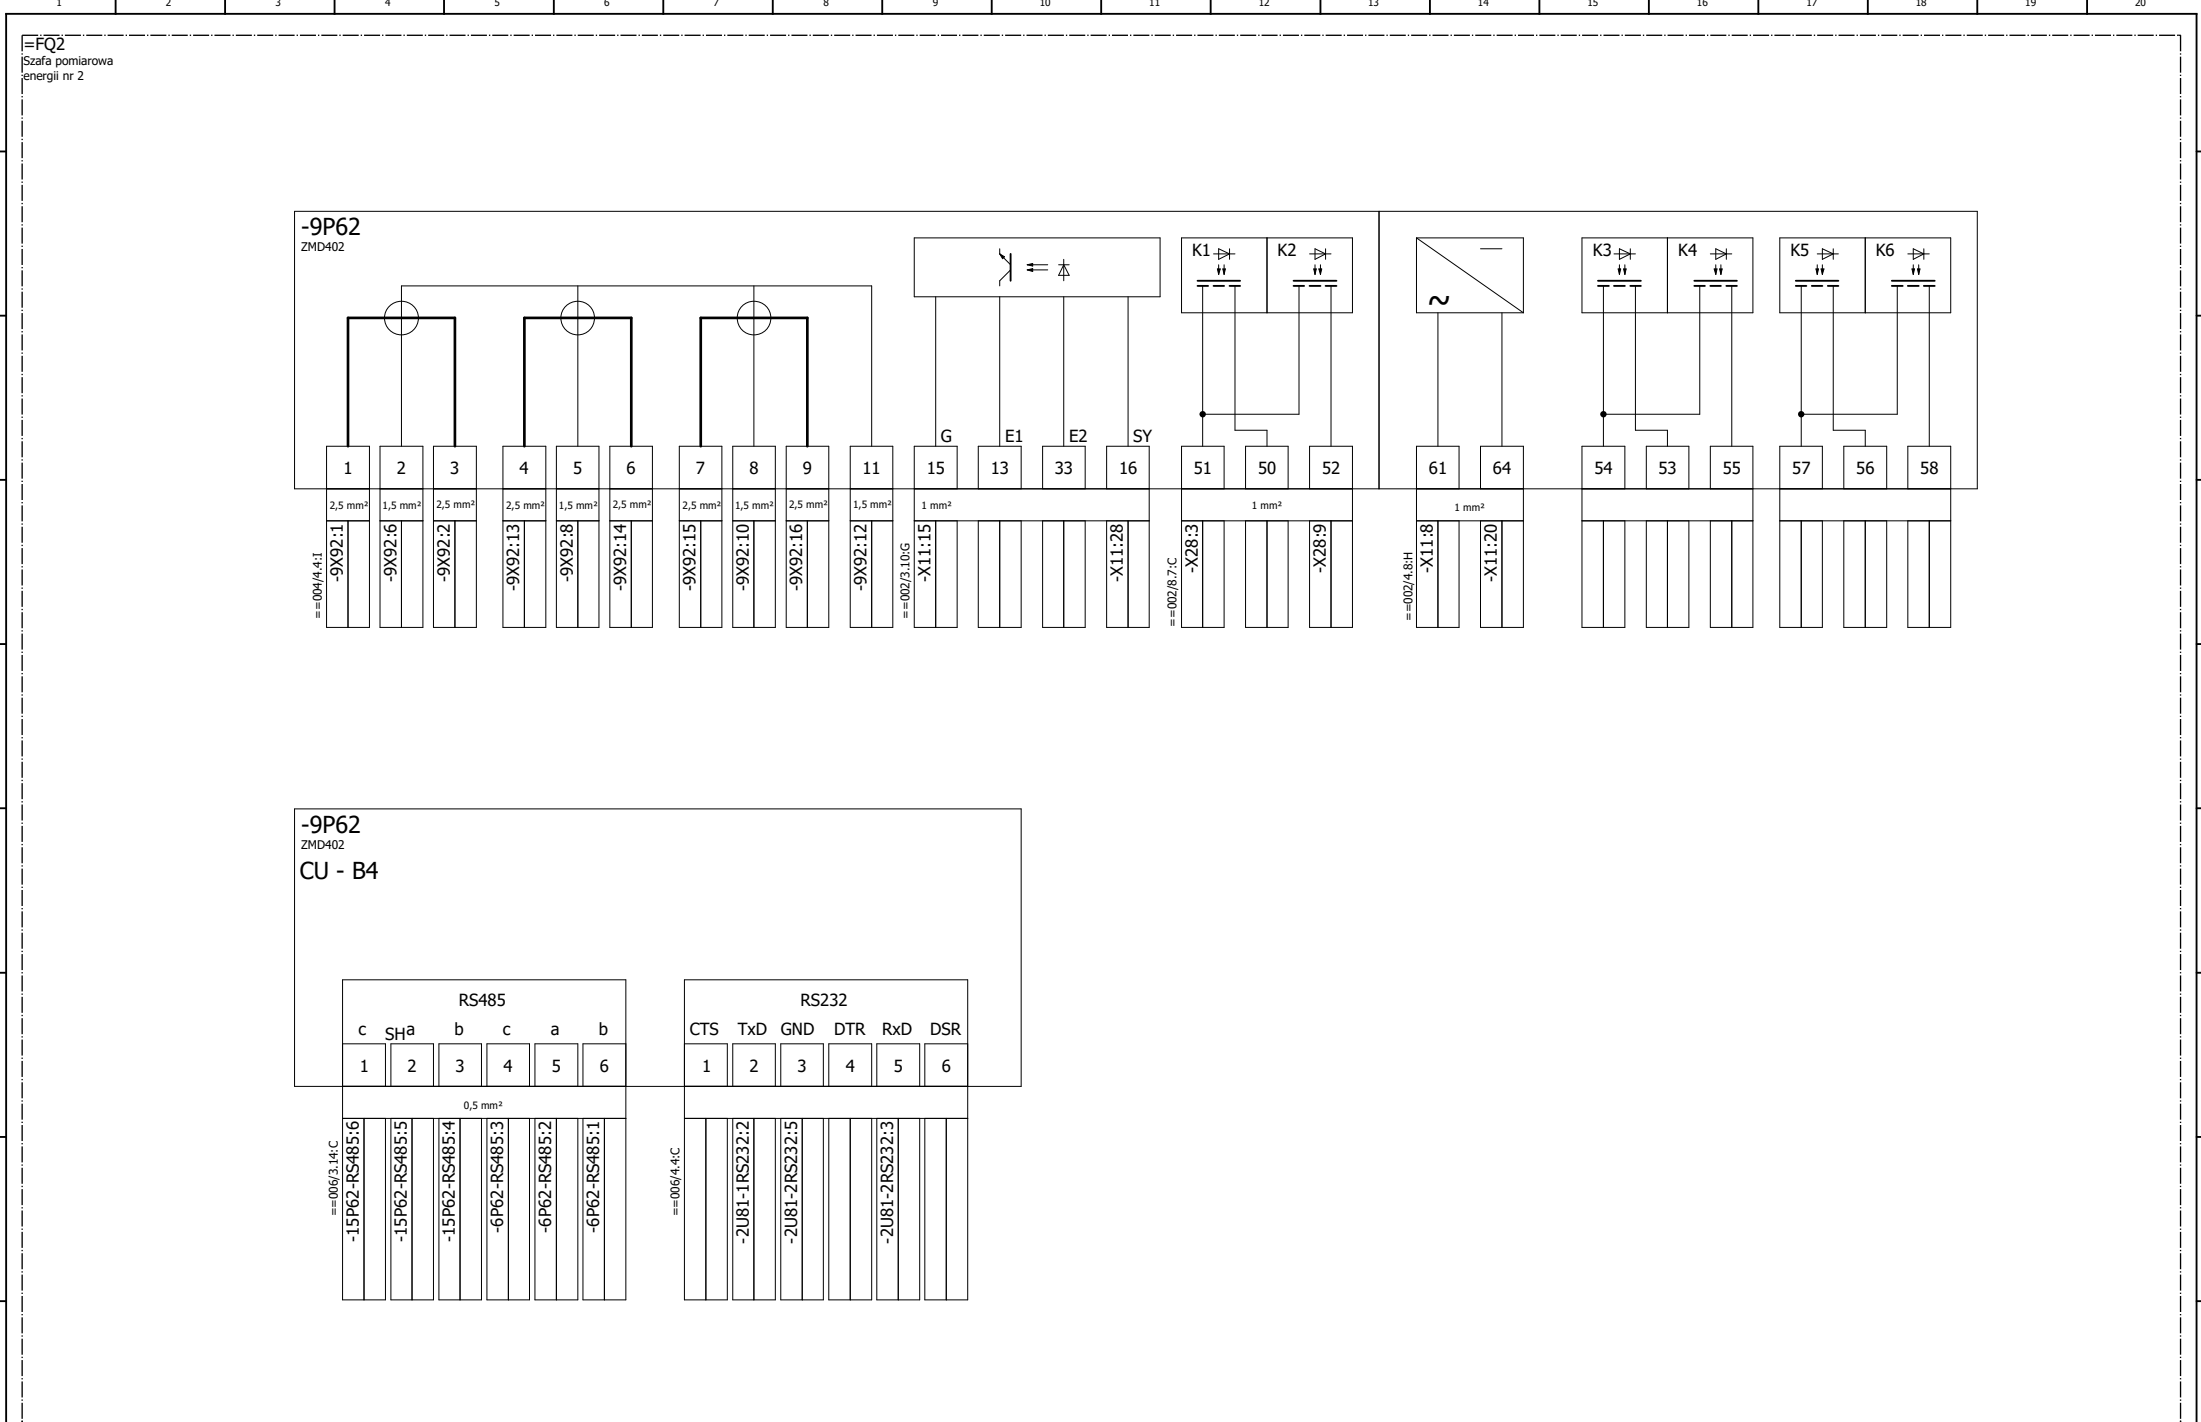 1 2 3 4 5 6 7 8 9 10 11 12 13 14 15 16 17 18 19 20
=FQ2
Szafa pomiarowa
energii nr 2
-9P62
ZMD402
K1 K2 K3 K4 K5 K6
~
G E1 E2 SY
1 2 3 4 5 6 7 8 9 11 15 13 33 16 51 50 52 61 64 54 53 55 57 56 58
2,5 mm² 1,5 mm² 2,5 mm² 2,5 mm² 1,5 mm² 2,5 mm² 2,5 mm² 1,5 mm² 2,5 mm² 1,5 mm² 1 mm² 1 mm² 1 mm²
==004/4.4:I
-9X92:1
-9X92:6
-9X92:2
-9X92:13
-9X92:8
-9X92:14
-9X92:15
-9X92:10
-9X92:16
-9X92:12
==002/3.10:G
-X11:15
-X11:28
==002/8.7:C
-X28:3
-X28:9
==002/4.8:H
-X11:8
-X11:20
-9P62
ZMD402
CU - B4
RS485
c SH a b c a b
1 2 3 4 5 6
0,5 mm²
==006/3.14:C
-15P62-RS485:6
-15P62-RS485:5
-15P62-RS485:4
-6P62-RS485:3
-6P62-RS485:2
-6P62-RS485:1
RS232
CTS TxD GND DTR RxD DSR
1 2 3 4 5 6
==006/4.4:C
-2U81-1RS232:2
-2U81-2RS232:5
-2U81-2RS232:3